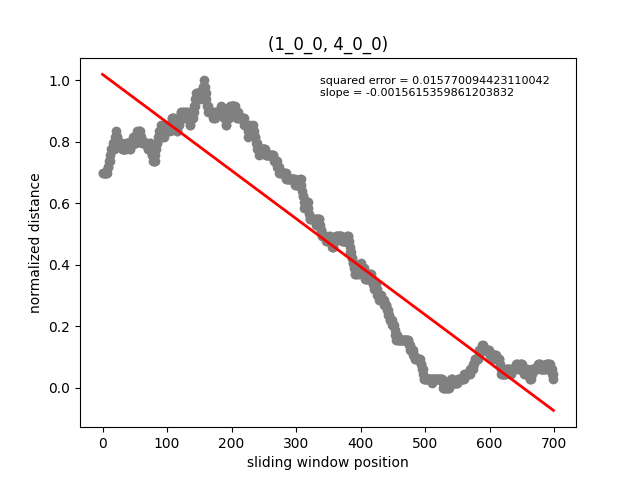 (1_0_0, 4_0_0)
squared error = 0.015770094423110042
slope = -0.0015615359861203832
1.0
0.8
0.6
0.4
0.2
0.0
normalized distance
0 100 200 300 400 500 600 700
sliding window position